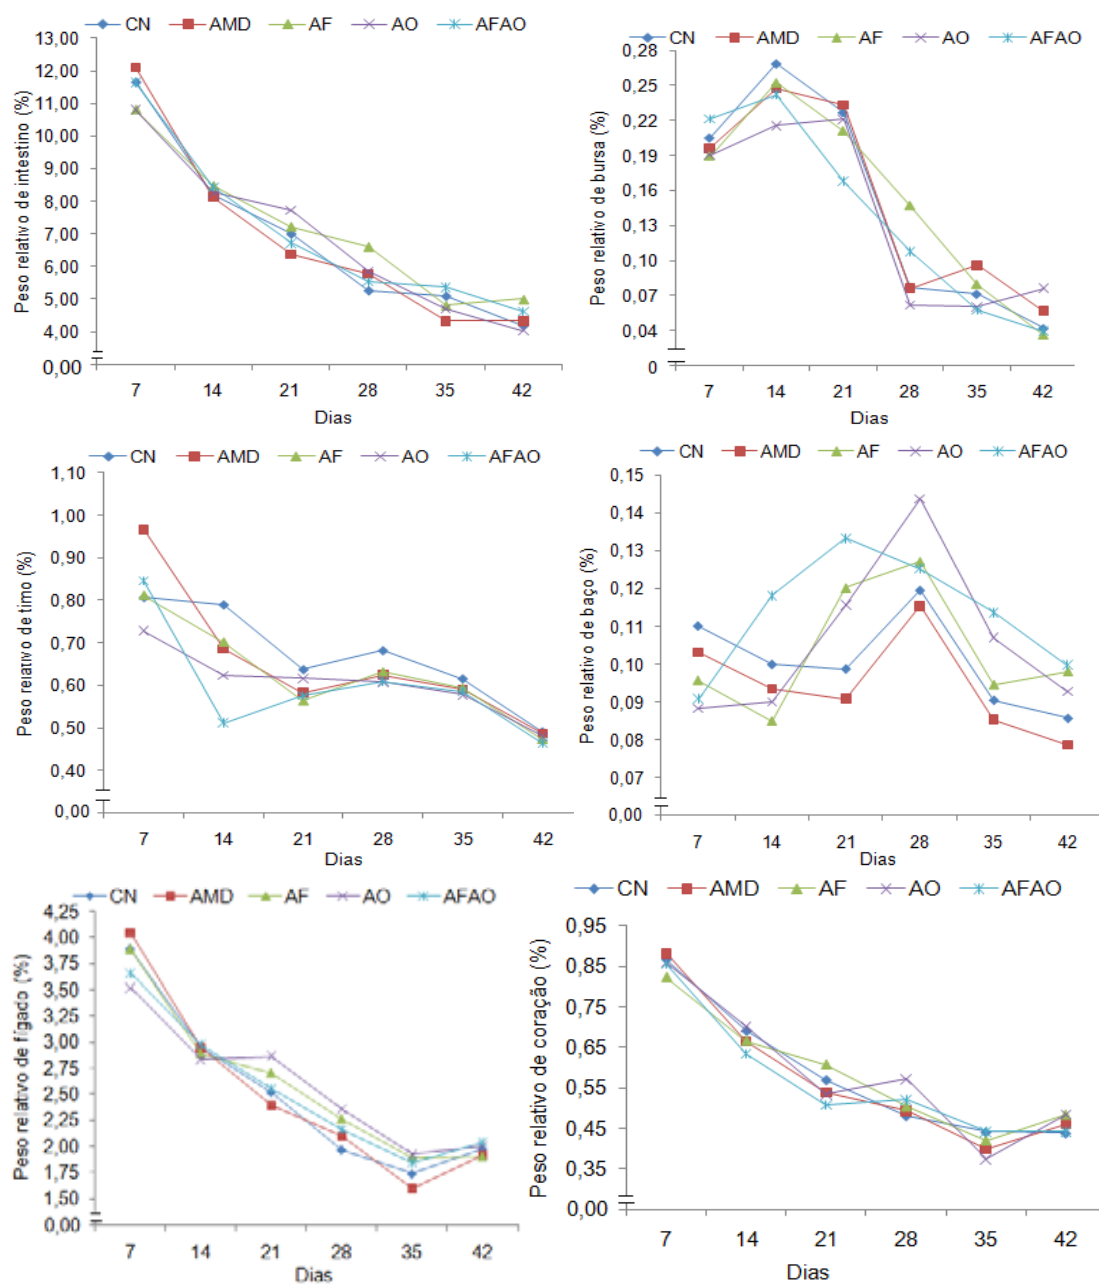 CN AMD AF AO AFAO
13,00
12,00
11,00
10,00
9,00
8,00
7,00
6,00
5,00
4,00
0,00
Peso relativo de intestino (%)
7 14 21 28 35 42
Dias
CN AMD AF AO AFAO
0,28
0,25
0,22
0,19
0,16
0,13
0,10
0,07
0,04
0
Peso relativo de bursa (%)
7 14 21 28 35 42
Dias
CN AMD AF AO AFAO
1,10
1,00
0,90
0,80
0,70
0,60
0,50
0,40
0,00
Peso relativo de timo (%)
7 14 21 28 35 42
Dias
CN AMD AF AO AFAO
0,15
0,14
0,13
0,12
0,11
0,10
0,09
0,08
0,07
0,00
Peso relativo de baço (%)
7 14 21 28 35 42
Dias
CN AMD AF AO AFAO
4,25
4,00
3,75
3,50
3,25
3,00
2,75
2,50
2,25
2,00
1,75
1,50
0,00
Peso relativo de fígado (%)
7 14 21 28 35 42
Dias
CN AMD AF AO AFAO
0,95
0,85
0,75
0,65
0,55
0,45
0,35
0,00
Peso relativo de coração (%)
7 14 21 28 35 42
Dias